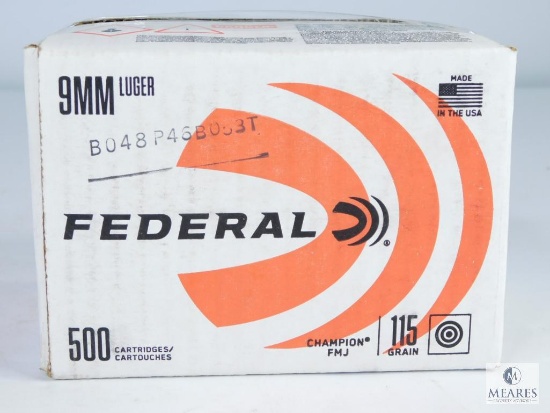 9MM LUGER
MADE
IN THE USA
FEDERAL
500 CARTRIDGES/
CARTOUCHES
CHAMPION®
FMJ
115
GRAIN
MEARES